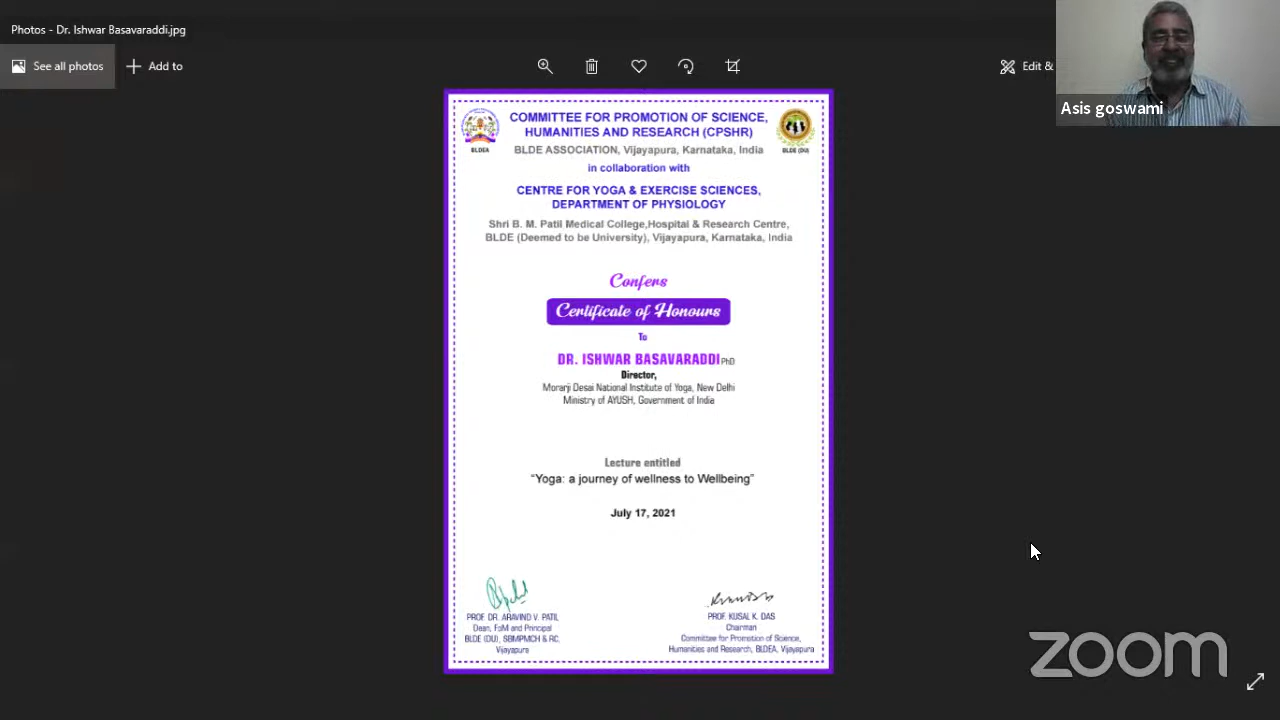 Photos - Dr. Ishwar Basavaraddi.jpg
See all photos
Add to
Edit &
Asis goswami
COMMITTEE FOR PROMOTION OF SCIENCE,
HUMANITIES AND RESEARCH (CPSHR)
BLDEA
BLDE (DU)
BLDE ASSOCIATION, Vijayapura, Karnataka, India
in collaboration with
CENTRE FOR YOGA & EXERCISE SCIENCES,
DEPARTMENT OF PHYSIOLOGY
Shri B. M. Patil Medical College,Hospital & Research Centre,
BLDE (Deemed to be University), Vijayapura, Karnataka, India
Confers
Certificate of Honours
To
DR. ISHWAR BASAVARADDI PhD
Director,
Morarji Desai National Institute of Yoga, New Delhi
Ministry of AYUSH, Government of India
Lecture entitled
“Yoga: a journey of wellness to Wellbeing”
July 17, 2021
PROF. DR. ARAVIND V. PATIL
Dean, FoM and Principal
BLDE (DU), SBMPMCH & RC,
Vijayapura
PROF. KUSAL K. DAS
Chairman
Committee for Promotion of Science,
Humanities and Research, BLDEA, Vijayapura
zoom